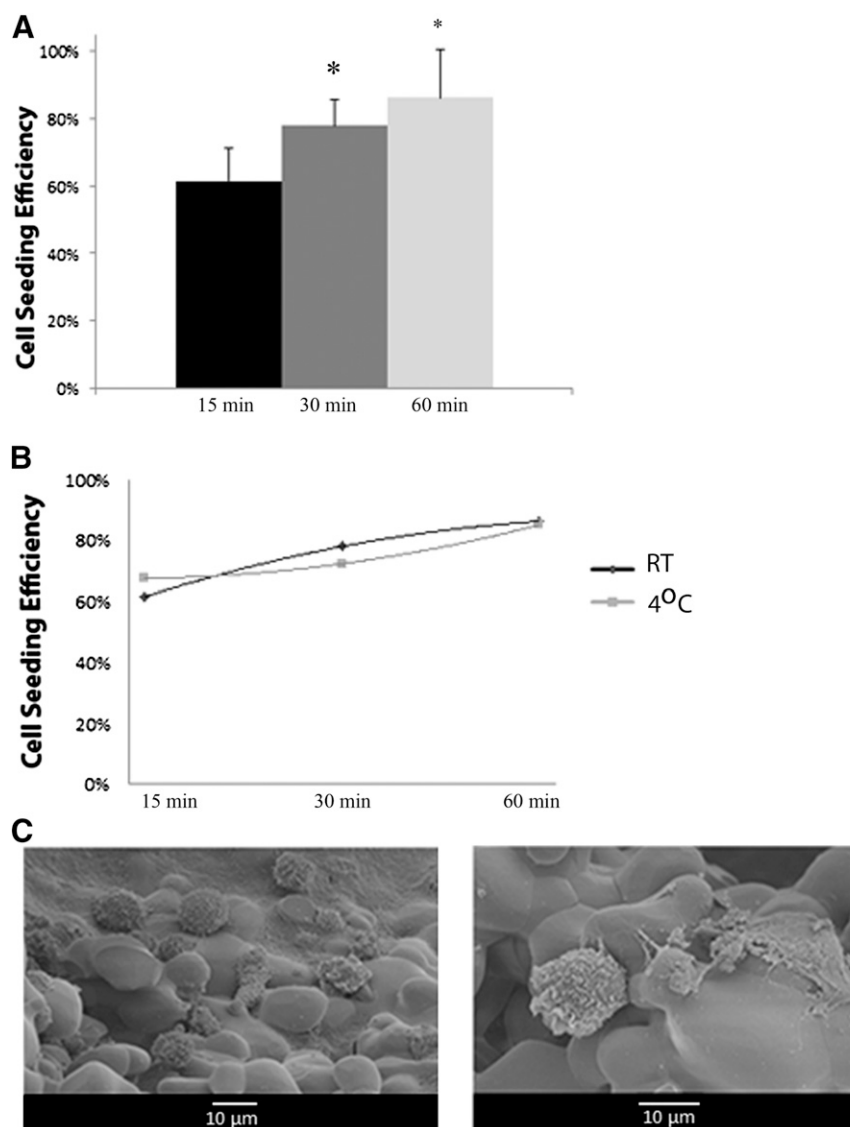 A
Cell Seeding Efficiency
100%
80%
60%
40%
20%
0%
*
*
15 min 30 min 60 min
B
Cell Seeding Efficiency
100%
80%
60%
40%
20%
0%
15 min 30 min 60 min
RT
4°C
C
10 µm
10 µm